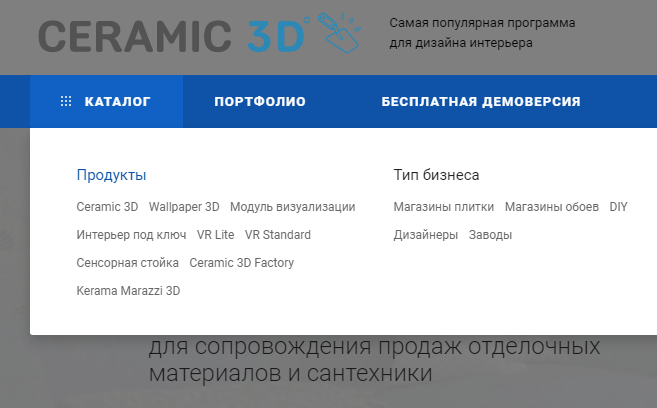 CERAMIC 3D
Самая популярная программа
для дизайна интерьера
КАТАЛОГ
ПОРТФОЛИО
БЕСПЛАТНАЯ ДЕМОВЕРСИЯ
Продукты
Ceramic 3D Wallpaper 3D Модуль визуализации
Интерьер под ключ VR Lite VR Standard
Сенсорная стойка Ceramic 3D Factory
Kerama Marazzi 3D
Тип бизнеса
Магазины плитки Магазины обоев DIY
Дизайнеры Заводы
для сопровождения продаж отделочных
материалов и сантехники